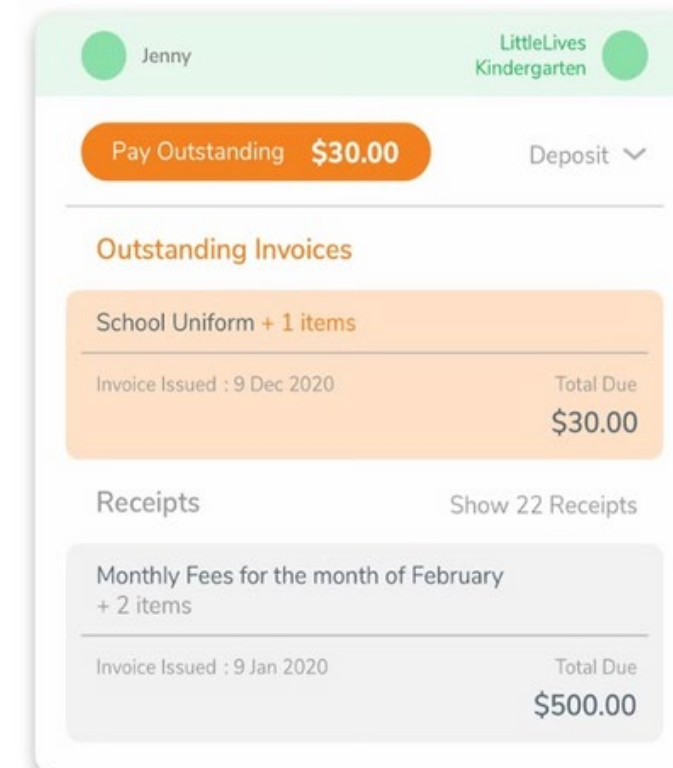 Jenny
LittleLives
Kindergarten
Pay Outstanding $30.00
Deposit
Outstanding Invoices
School Uniform + 1 items
Invoice Issued : 9 Dec 2020
Total Due
$30.00
Receipts
Show 22 Receipts
Monthly Fees for the month of February
+ 2 items
Invoice Issued : 9 Jan 2020
Total Due
$500.00